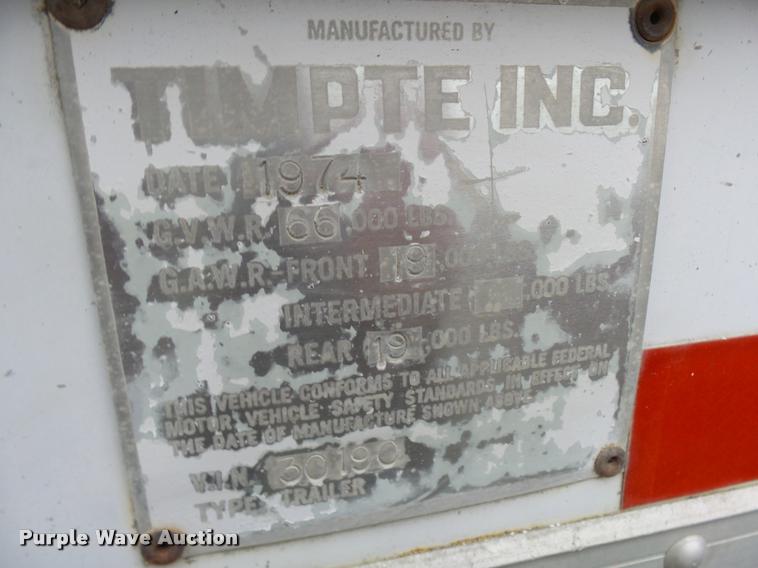 MANUFACTURED BY
TIMPTE INC.
DATE 1974
G.V.W.R. 66,000 LBS.
G.A.W.R.-FRONT 19,00
INTERMEDIATE ,000 LBS
REAR 19,000 LBS.
THIS VEHICLE CONFORMS TO ALL APPLICABLE FEDERAL
MOTOR VEHICLE SAFETY STANDARDS IN EFFECT ON
THE DATE OF MANUFACTURE SHOWN ABOVE
V.I.N. 30190
TYPE: TRAILER
Purple Wave Auction